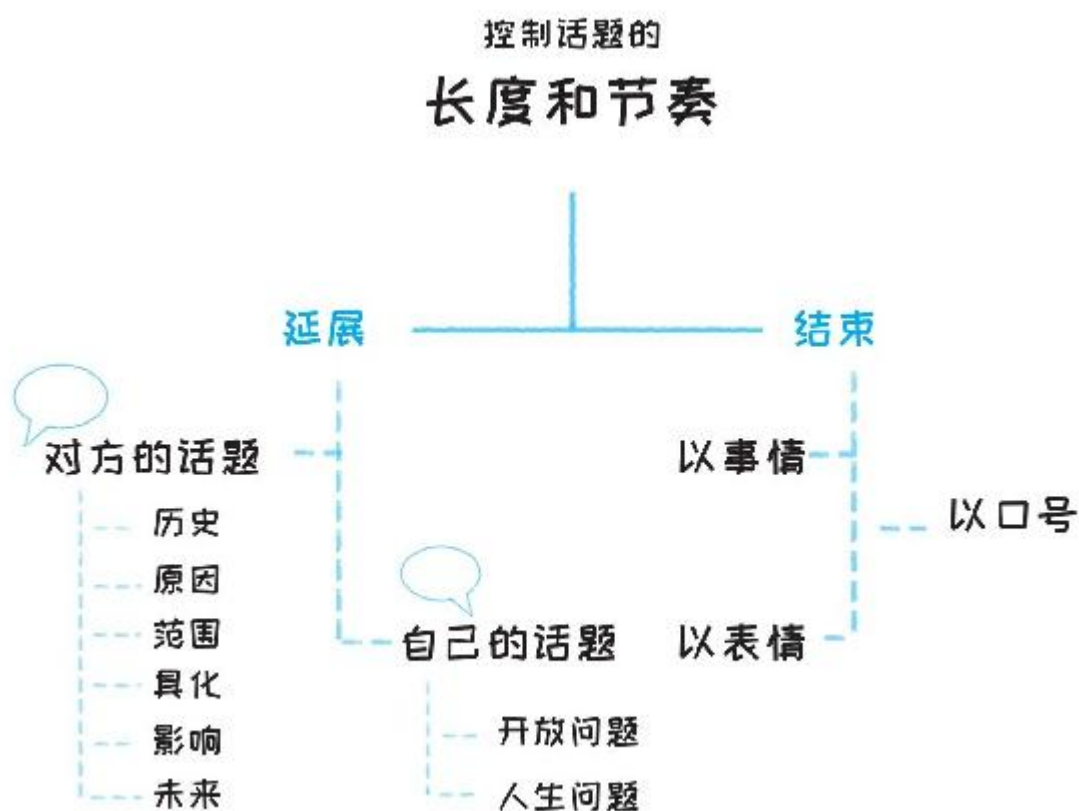 控制话题的
长度和节奏
延展
结束
对方的话题
历史
原因
范围
具化
影响
未来
自己的话题
开放问题
人生问题
以事情
以口号
以表情